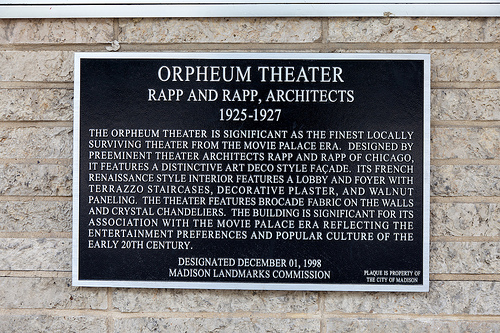 ORPHEUM THEATER
RAPP AND RAPP, ARCHITECTS
1925-1927
THE ORPHEUM THEATER IS SIGNIFICANT AS THE FINEST LOCALLY
SURVIVING THEATER FROM THE MOVIE PALACE ERA. DESIGNED BY
PREEMINENT THEATER ARCHITECTS RAPP AND RAPP OF CHICAGO,
IT FEATURES A DISTINCTIVE ART DECO STYLE FAÇADE. ITS FRENCH
RENAISSANCE STYLE INTERIOR FEATURES A LOBBY AND FOYER WITH
TERRAZZO STAIRCASES, DECORATIVE PLASTER, AND WALNUT
PANELING. THE THEATER FEATURES BROCADE FABRIC ON THE WALLS
AND CRYSTAL CHANDELIERS. THE BUILDING IS SIGNIFICANT FOR ITS
ASSOCIATION WITH THE MOVIE PALACE ERA REFLECTING THE
ENTERTAINMENT PREFERENCES AND POPULAR CULTURE OF THE
EARLY 20TH CENTURY.
DESIGNATED DECEMBER 01, 1998
MADISON LANDMARKS COMMISSION
PLAQUE IS PROPERTY OF
THE CITY OF MADISON